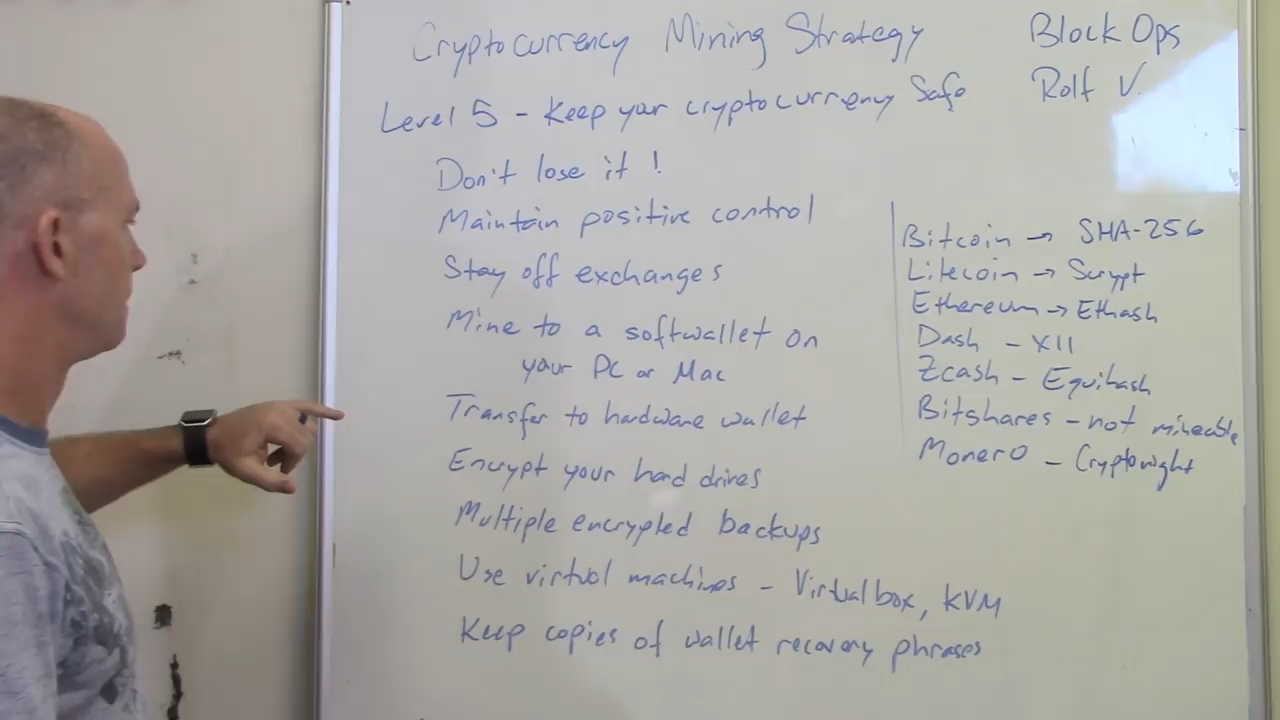 Cryptocurrency Mining Strategy
Block Ops
Rolf V.
Level 5 - Keep your cryptocurrency Safe
Don't lose it !
Maintain positive control
Stay off exchanges
Mine to a softwallet on
your PC or Mac
Transfer to hardware wallet
Encrypt your hard drives
Multiple encrypted backups
Use virtual machines - Virtualbox, KVM
Keep copies of wallet recovery phrases
Bitcoin → SHA-256
Litecoin → Scrypt
Ethereum → Ethash
Dash - X11
Zcash - Equihash
Bitshares - not mineable
Monero - Cryptonight